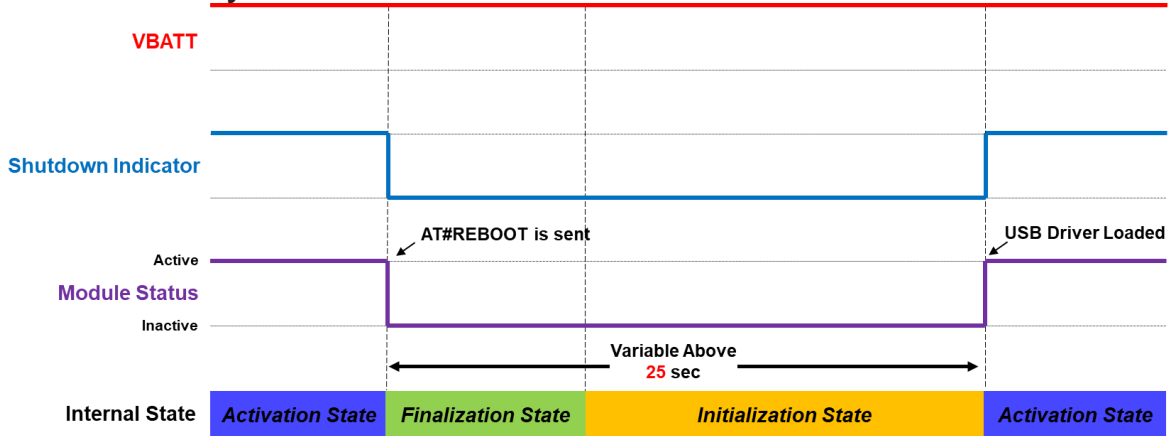 VBATT
Shutdown Indicator
AT#REBOOT is sent
USB Driver Loaded
Active
Module Status
Inactive
Variable Above
25 sec
Internal State
Activation State
Finalization State
Initialization State
Activation State